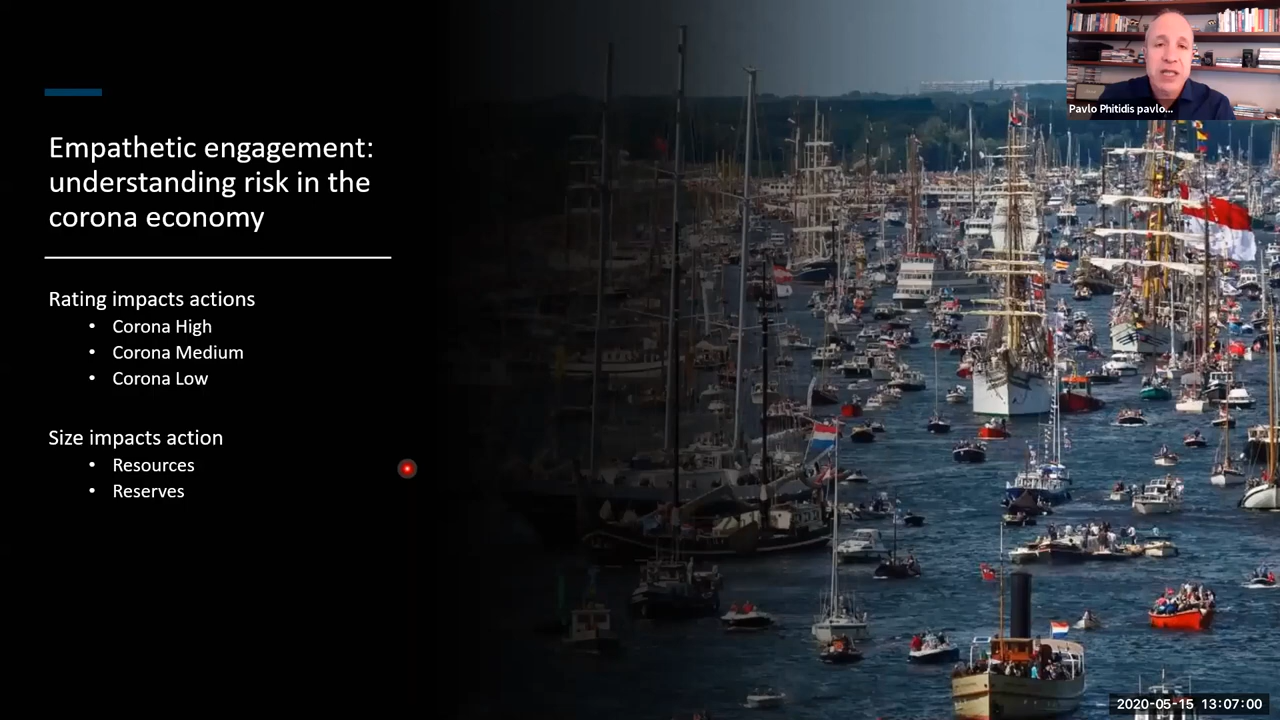 Empathetic engagement:
understanding risk in the
corona economy
Rating impacts actions
• Corona High
• Corona Medium
• Corona Low
Size impacts action
• Resources
• Reserves
Pavlo Phitidis pavlo...
2020-05-15 13:07:00